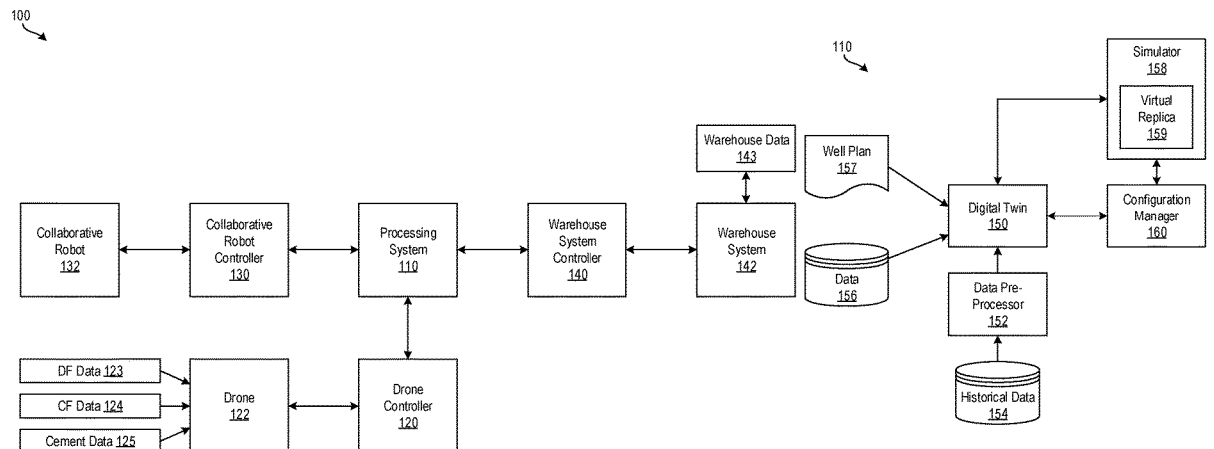 100
Collaborative
Robot
132
Collaborative
Robot
Controller
130
Processing
System
110
Warehouse
System
Controller
140
Warehouse Data
143
Warehouse
System
142
DF Data 123
CF Data 124
Cement Data 125
Drone
122
Drone
Controller
120
110
Well Plan
157
Data
156
Digital Twin
150
Data Pre-
Processor
152
Historical Data
154
Simulator
158
Virtual
Replica
159
Configuration
Manager
160